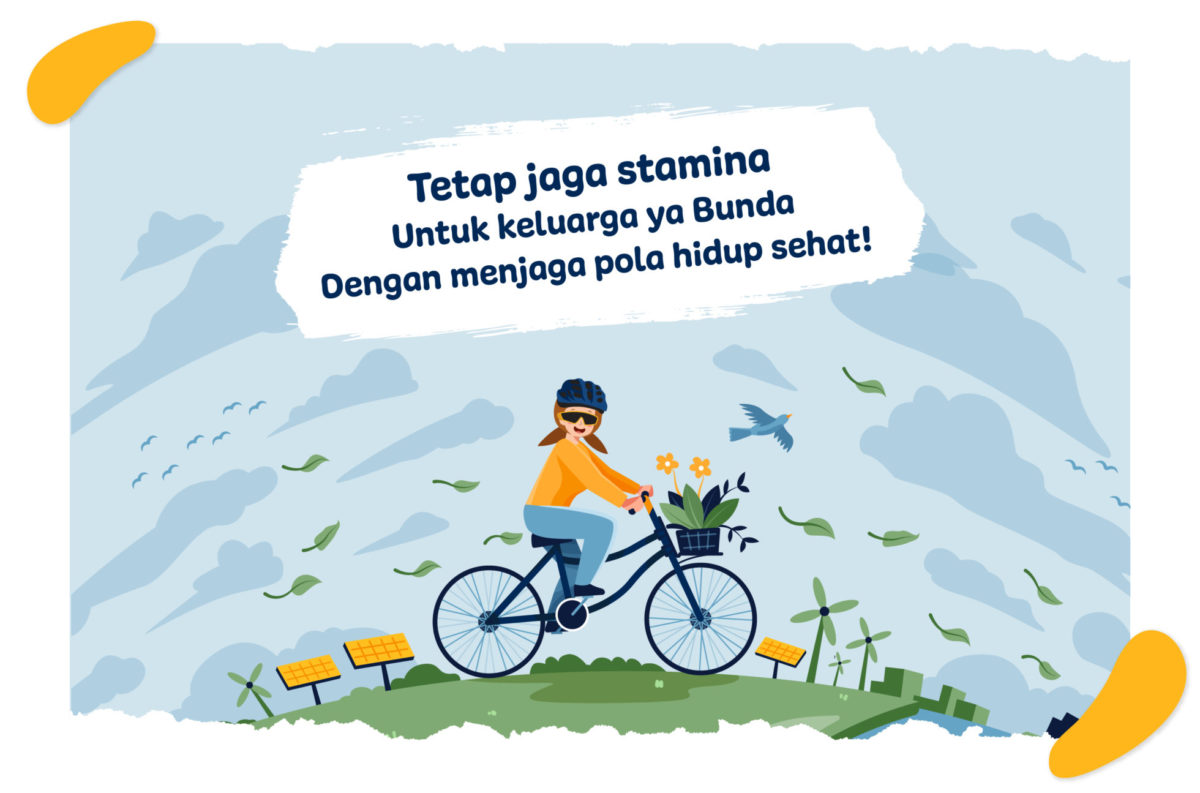 Tetap jaga stamina
Untuk keluarga ya Bunda
Dengan menjaga pola hidup sehat!